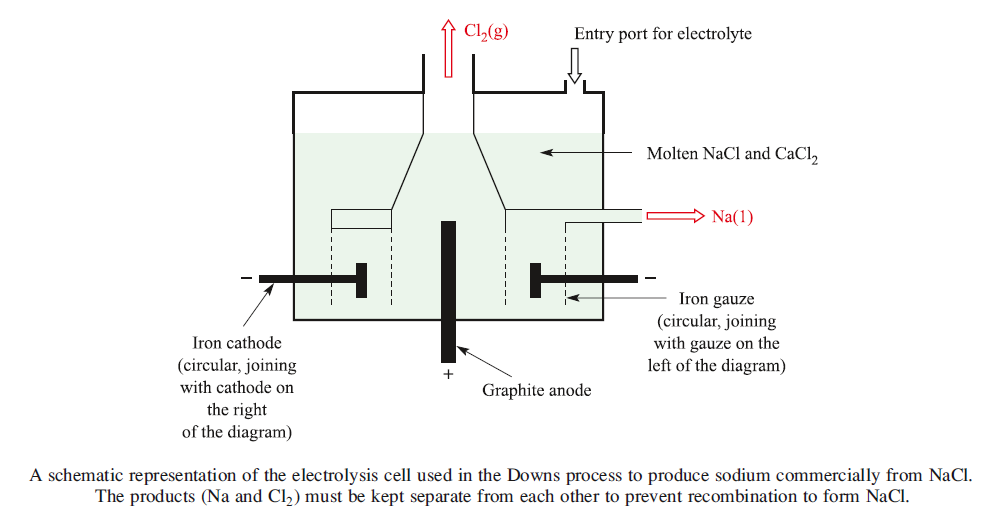 Cl₂(g)
Entry port for electrolyte
Molten NaCl and CaCl₂
Na(1)
−
−
Iron cathode
(circular, joining
with cathode on
the right
of the diagram)
+
Graphite anode
Iron gauze
(circular, joining
with gauze on the
left of the diagram)
A schematic representation of the electrolysis cell used in the Downs process to produce sodium commercially from NaCl.
The products (Na and Cl₂) must be kept separate from each other to prevent recombination to form NaCl.